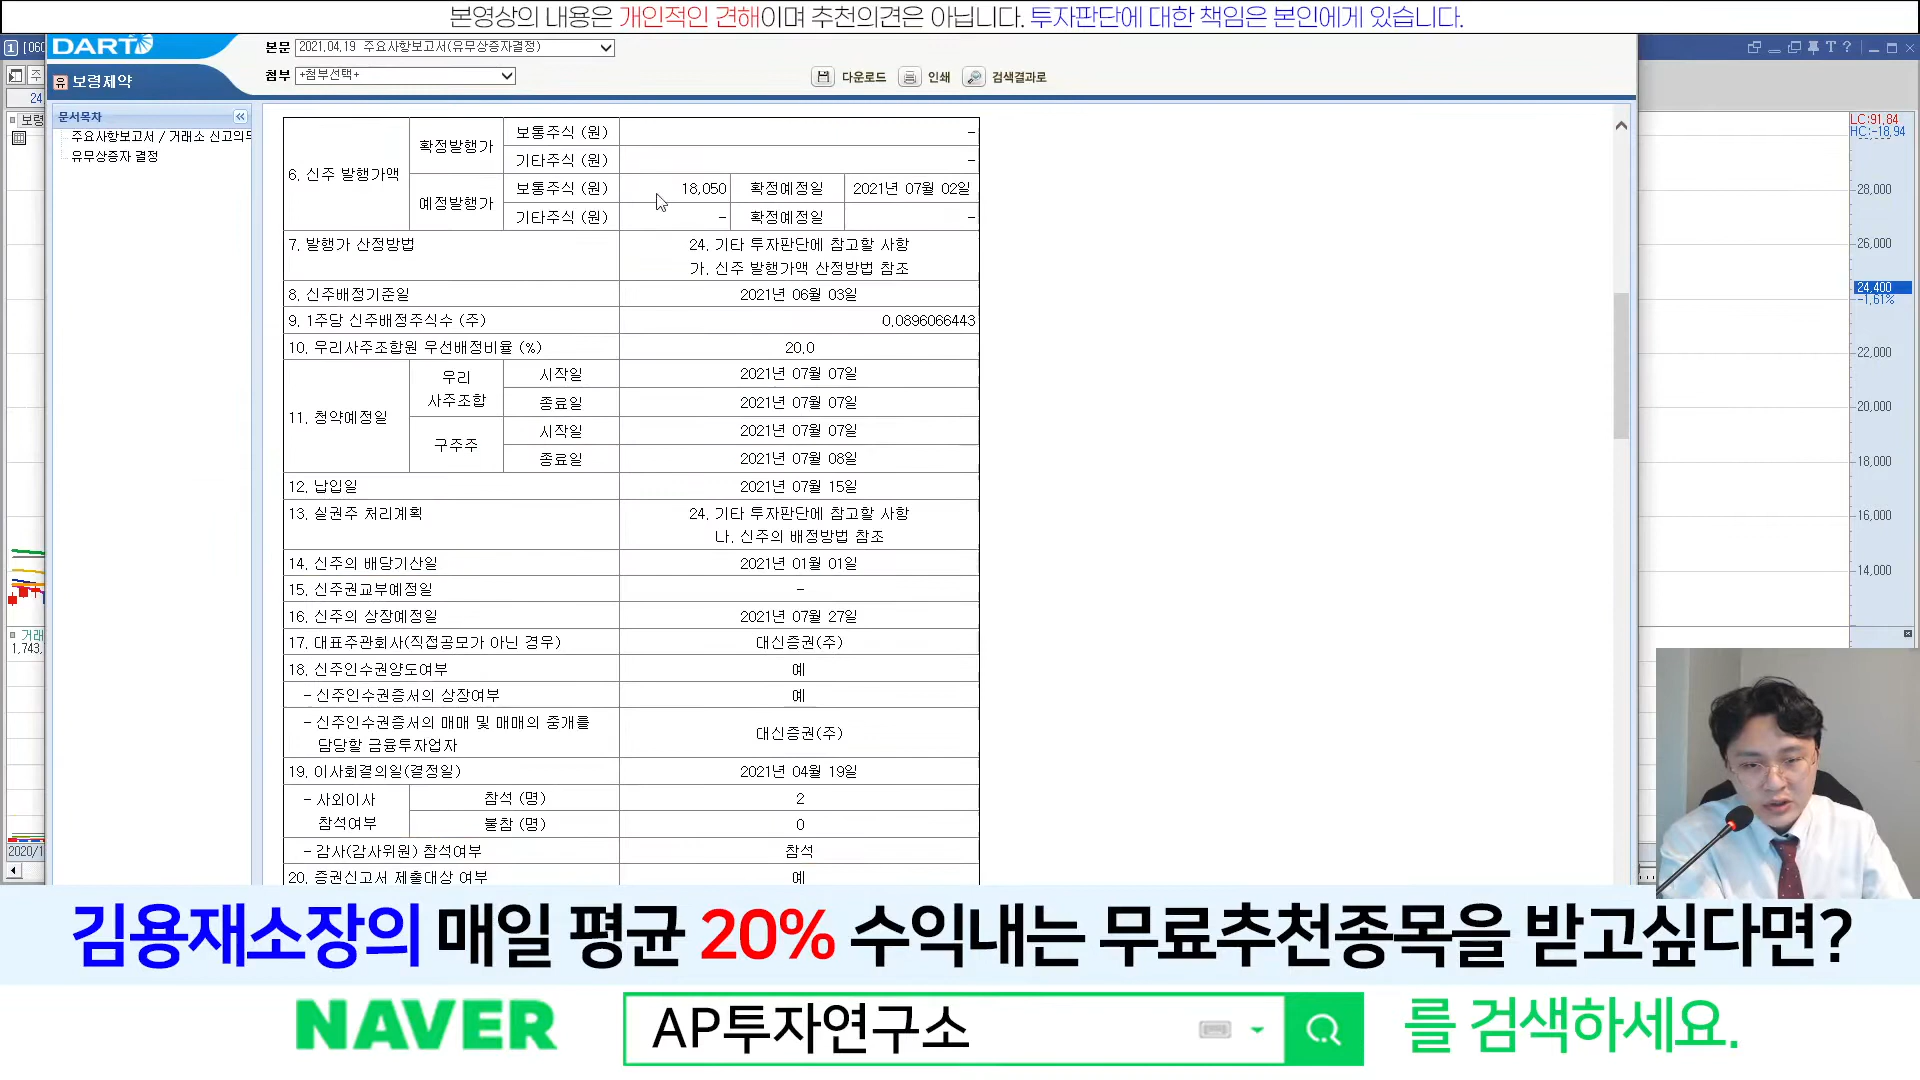 본영상의 내용은 개인적인 견해이며 추천의견은 아닙니다. 투자판단에 대한 책임은 본인에게 있습니다.
DART
본문 2021.04.19 주요사항보고서(유무상증자결정)
유 보령제약
첨부 +첨부선택+
다운로드 인쇄 검색결과로
문서목차
주요사항보고서 / 거래소 신고의무
유무상증자 결정
6. 신주 발행가액 확정발행가 보통주식 (원) -
기타주식 (원) -
예정발행가 보통주식 (원) 18,050 확정예정일 2021년 07월 02일
기타주식 (원) - 확정예정일 -
7. 발행가 산정방법 24. 기타 투자판단에 참고할 사항
가. 신주 발행가액 산정방법 참조
8. 신주배정기준일 2021년 06월 03일
9. 1주당 신주배정주식수 (주) 0.0896066443
10. 우리사주조합원 우선배정비율 (%) 20.0
11. 청약예정일 우리
사주조합 시작일 2021년 07월 07일
종료일 2021년 07월 07일
구주주 시작일 2021년 07월 07일
종료일 2021년 07월 08일
12. 납입일 2021년 07월 15일
13. 실권주 처리계획 24. 기타 투자판단에 참고할 사항
나. 신주의 배정방법 참조
14. 신주의 배당기산일 2021년 01월 01일
15. 신주권교부예정일 -
16. 신주의 상장예정일 2021년 07월 27일
17. 대표주관회사(직접공모가 아닌 경우) 대신증권(주)
18. 신주인수권양도여부 예
- 신주인수권증서의 상장여부 예
- 신주인수권증서의 매매 및 매매의 중개를
담당할 금융투자업자 대신증권(주)
19. 이사회결의일(결정일) 2021년 04월 19일
- 사외이사
참석여부 참석 (명) 2
불참 (명) 0
- 감사(감사위원) 참석여부 참석
20. 증권신고서 제출대상 여부 예
LC:91.84
HC:-18.94
28,000
26,000
24,400
-1.61%
22,000
20,000
18,000
16,000
14,000
김용재소장의 매일 평균 20% 수익내는 무료추천종목을 받고싶다면?
NAVER AP투자연구소 를 검색하세요.